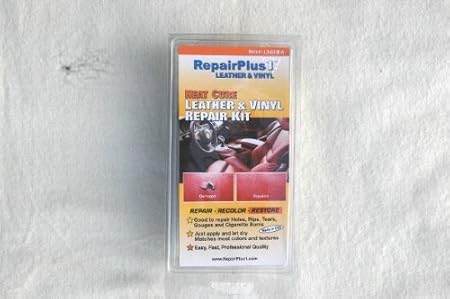 RepairPlus1
LEATHER & VINYL
HEAT CURE
LEATHER & VINYL
REPAIR KIT
Damaged
Repaired
REPAIR - RECOLOR - RESTORE
Good to repair Holes, Rips, Tears,
Gouges and Cigarette Burns
Just apply and let dry
Matches most colors and textures
Easy, Fast, Professional Quality
www.RepairPlus1.com